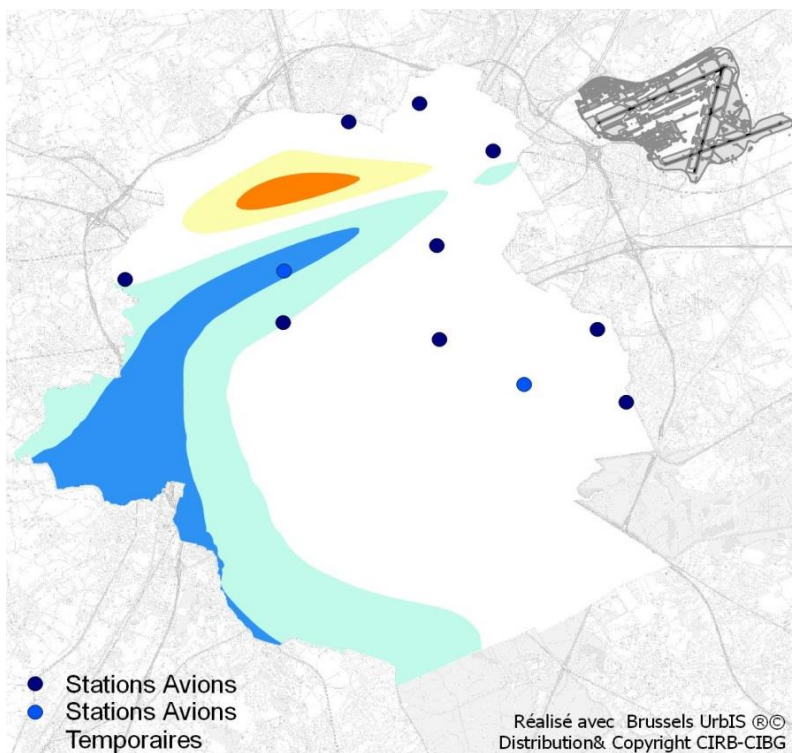 Stations Avions
Stations Avions
Temporaires
Réalisé avec Brussels UrbIS ®©
Distribution& Copyright CIRB-CIBG